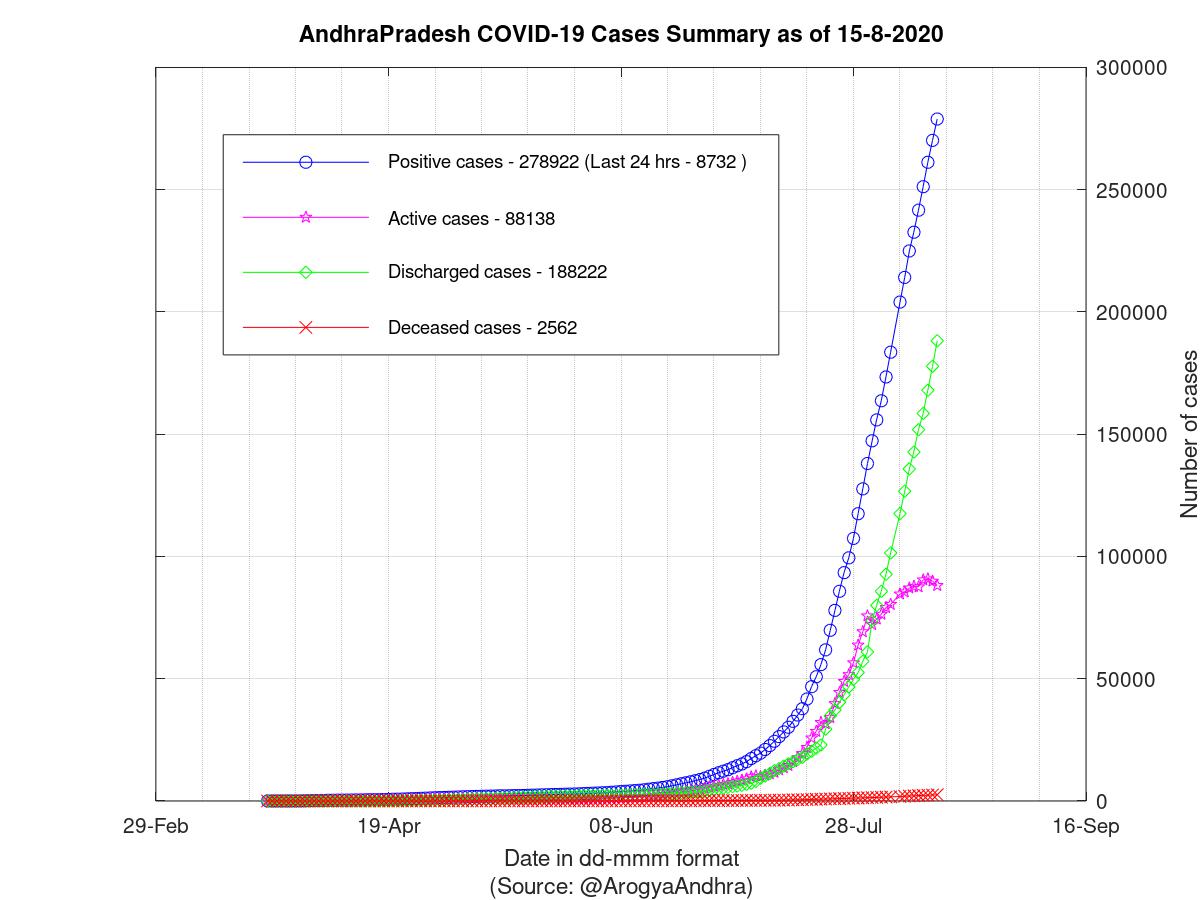 AndhraPradesh COVID-19 Cases Summary as of 15-8-2020
Positive cases - 278922 (Last 24 hrs - 8732 )
Active cases - 88138
Discharged cases - 188222
Deceased cases - 2562
300000
250000
200000
150000
100000
50000
0
Number of cases
29-Feb
19-Apr
08-Jun
28-Jul
16-Sep
Date in dd-mmm format
(Source: @ArogyaAndhra)